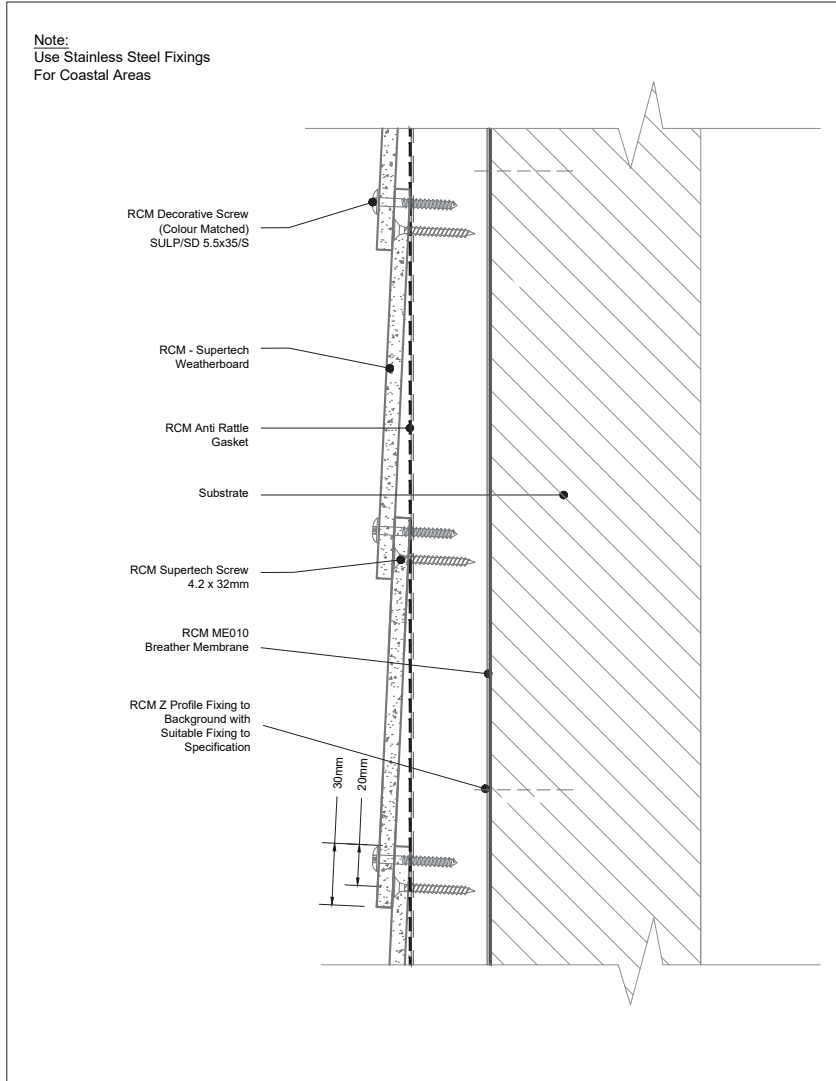 Note:
Use Stainless Steel Fixings
For Coastal Areas
RCM Decorative Screw
(Colour Matched)
SULP/SD 5.5x35/S
RCM - Supertech
Weatherboard
RCM Anti Rattle
Gasket
Substrate
RCM Supertech Screw
4.2 x 32mm
RCM ME010
Breather Membrane
RCM Z Profile Fixing to
Background with
Suitable Fixing to
Specification
30mm
20mm